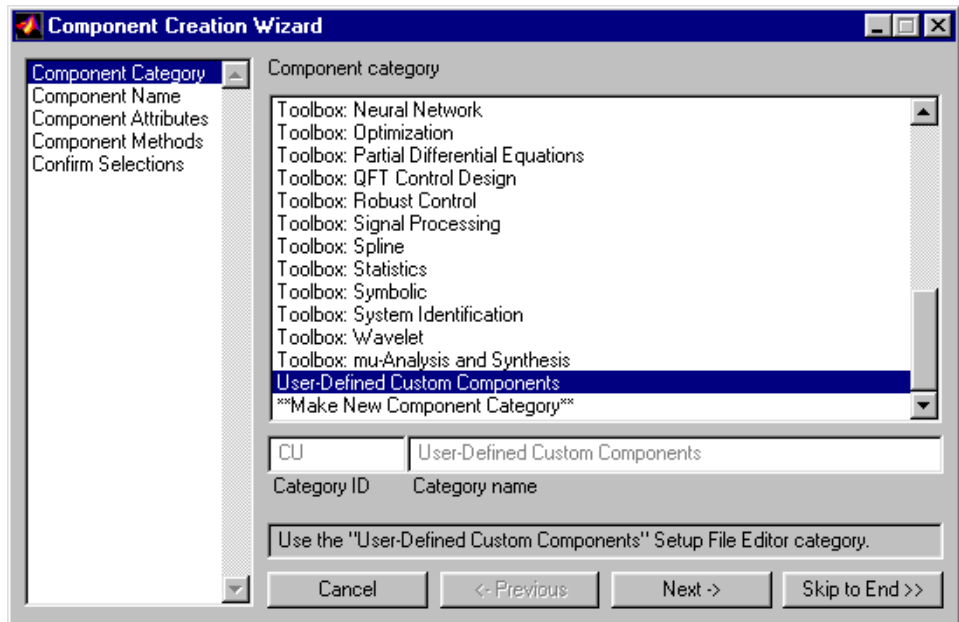 Component Creation Wizard
Component Category
Component Name
Component Attributes
Component Methods
Confirm Selections
Component category
Toolbox: Neural Network
Toolbox: Optimization
Toolbox: Partial Differential Equations
Toolbox: QFT Control Design
Toolbox: Robust Control
Toolbox: Signal Processing
Toolbox: Spline
Toolbox: Statistics
Toolbox: Symbolic
Toolbox: System Identification
Toolbox: Wavelet
Toolbox: mu-Analysis and Synthesis
User-Defined Custom Components
**Make New Component Category**
CU
User-Defined Custom Components
Category ID
Category name
Use the "User-Defined Custom Components" Setup File Editor category.
Cancel
<- Previous
Next ->
Skip to End >>